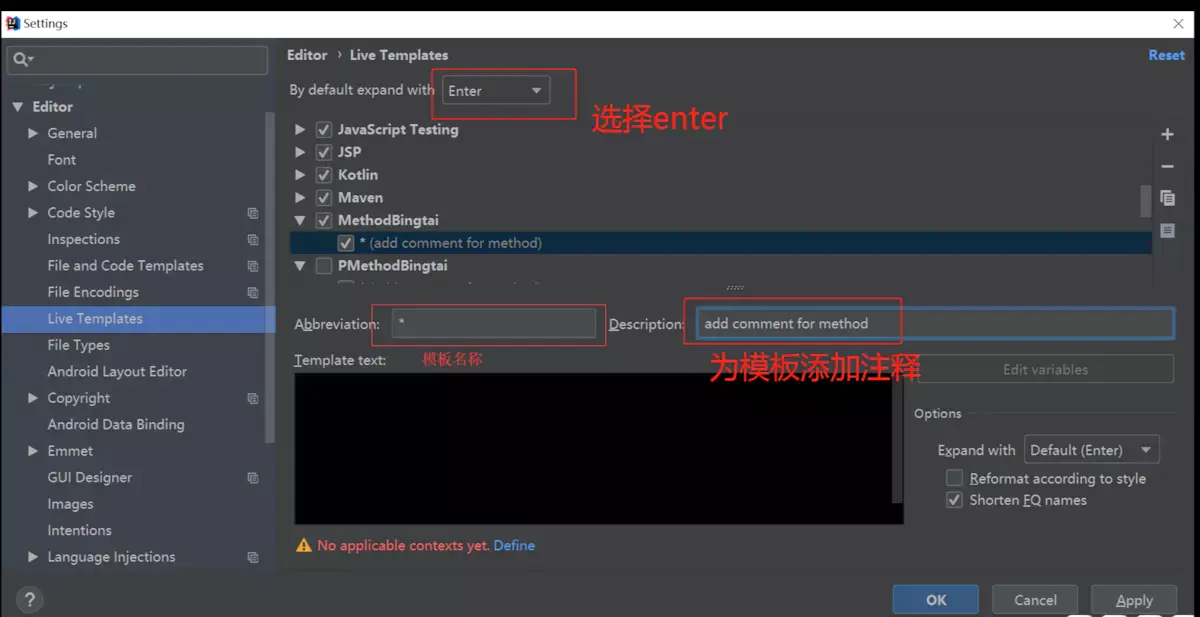 Settings
Editor › Live Templates
Reset
By default expand with Enter
选择enter
Editor
General
Font
Color Scheme
Code Style
Inspections
File and Code Templates
File Encodings
Live Templates
File Types
Android Layout Editor
Copyright
Android Data Binding
Emmet
GUI Designer
Images
Intentions
Language Injections
JavaScript Testing
JSP
Kotlin
Maven
MethodBingtai
* (add comment for method)
PMethodBingtai
Abbreviation: *
Description: add comment for method
Template text:
模板名称
为模板添加注释
Edit variables
Options
Expand with Default (Enter)
Reformat according to style
Shorten FQ names
No applicable contexts yet. Define
?
OK
Cancel
Apply